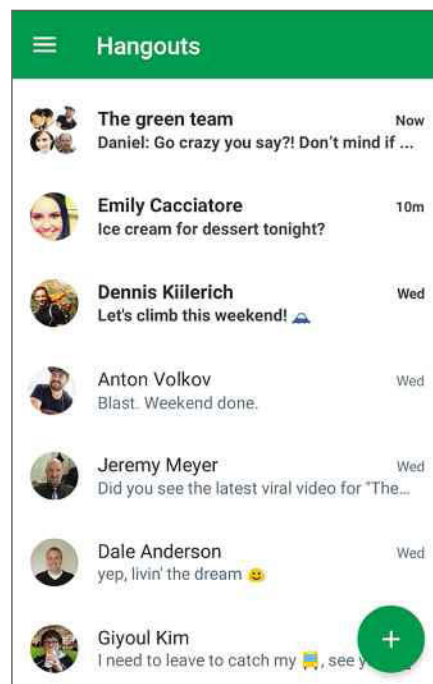 Hangouts
The green team Now
Daniel: Go crazy you say?! Don't mind if ...
Emily Cacciatore 10m
Ice cream for dessert tonight?
Dennis Kiilerich Wed
Let's climb this weekend! 🗻
Anton Volkov Wed
Blast. Weekend done.
Jeremy Meyer Wed
Did you see the latest viral video for "The...
Dale Anderson Wed
yep, livin' the dream 😀
Giyoul Kim
I need to leave to catch my 🚍, see